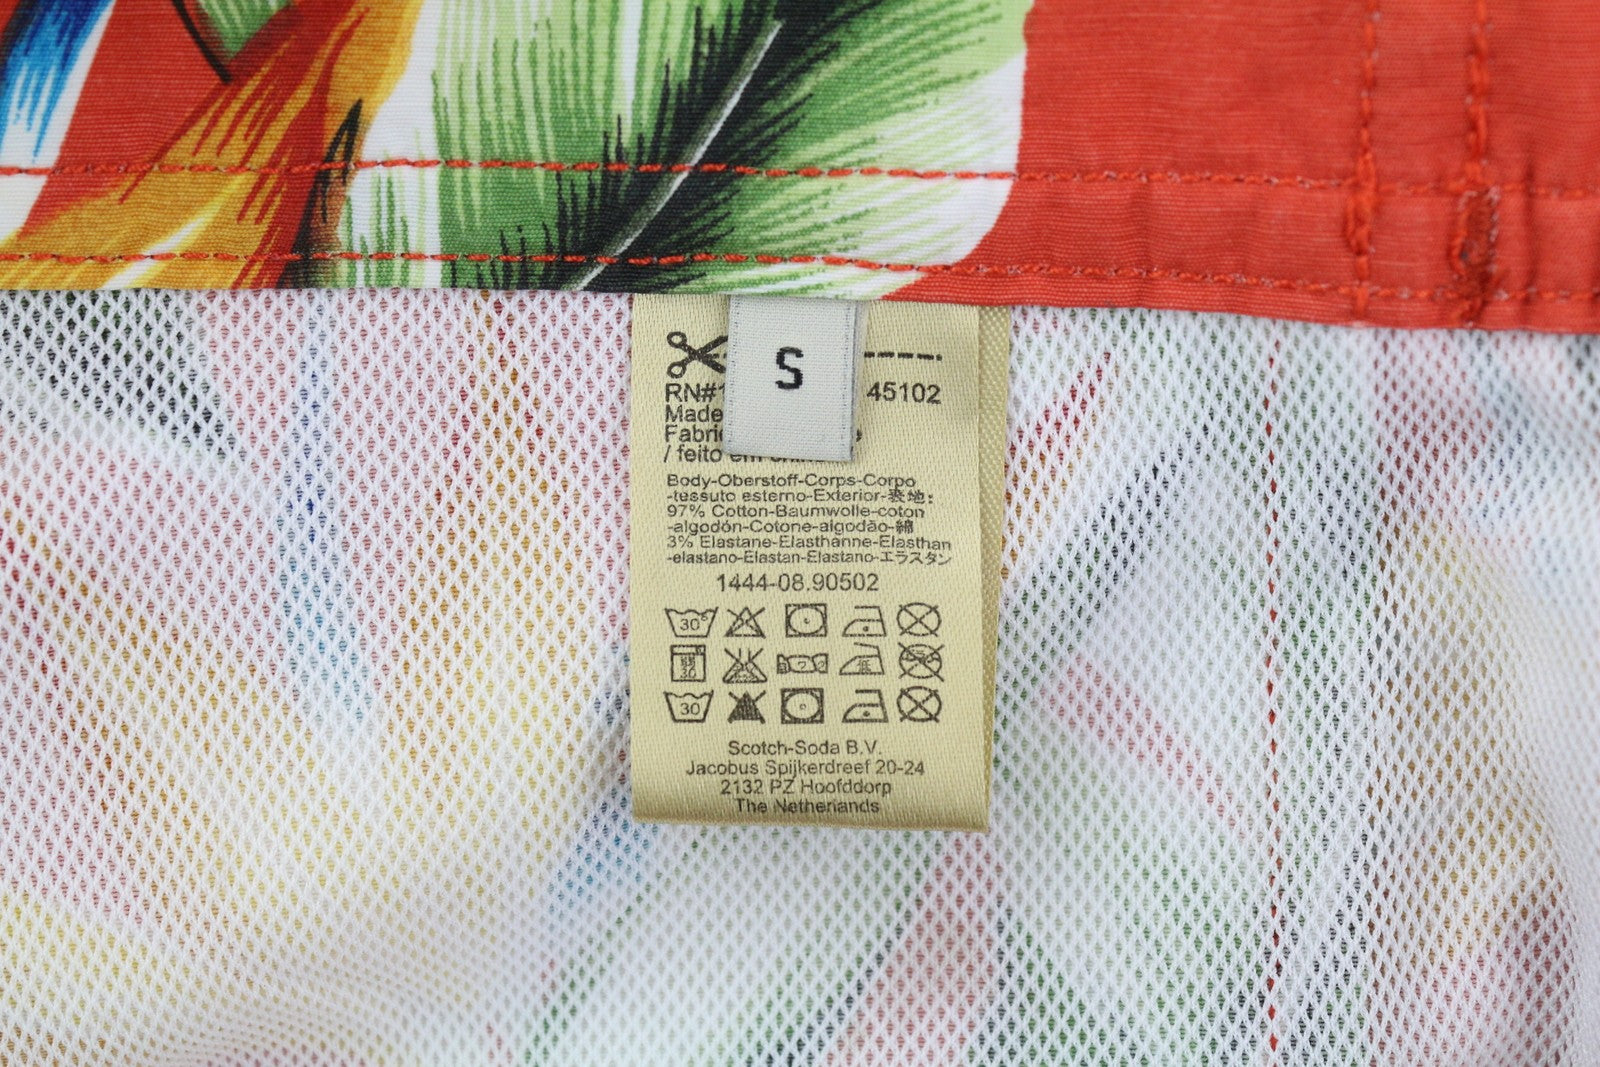 S
RN# 45102
Made
/ feito em
Body-Oberstoff-Corps-Corpo
-tessuto esterno-Exterior-表地:
97% Cotton-Baumwolle-coton
-algodón-Cotone-algodão-綿
3% Elastane-Elasthanne-Elasthan
-elastano-Elastan-Elastano-エラスタン
1444-08.90502
30°
30
低
30
Scotch-Soda B.V.
Jacobus Spijkerdreef 20-24
2132 PZ Hoofddorp
The Netherlands